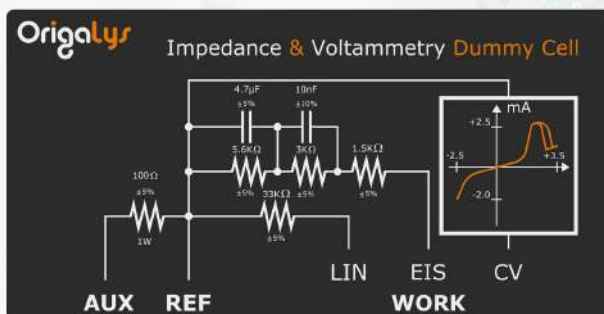 OrigaLys
Impedance & Voltammetry Dummy Cell
4.7µF
±5%
10nF
±10%
mA
+2.5
-2.5
+3.5
-2.0
5.6KΩ
±5%
3KΩ
±5%
1.5KΩ
±5%
100Ω
±5%
1W
33KΩ
±5%
LIN
EIS
CV
AUX
REF
WORK